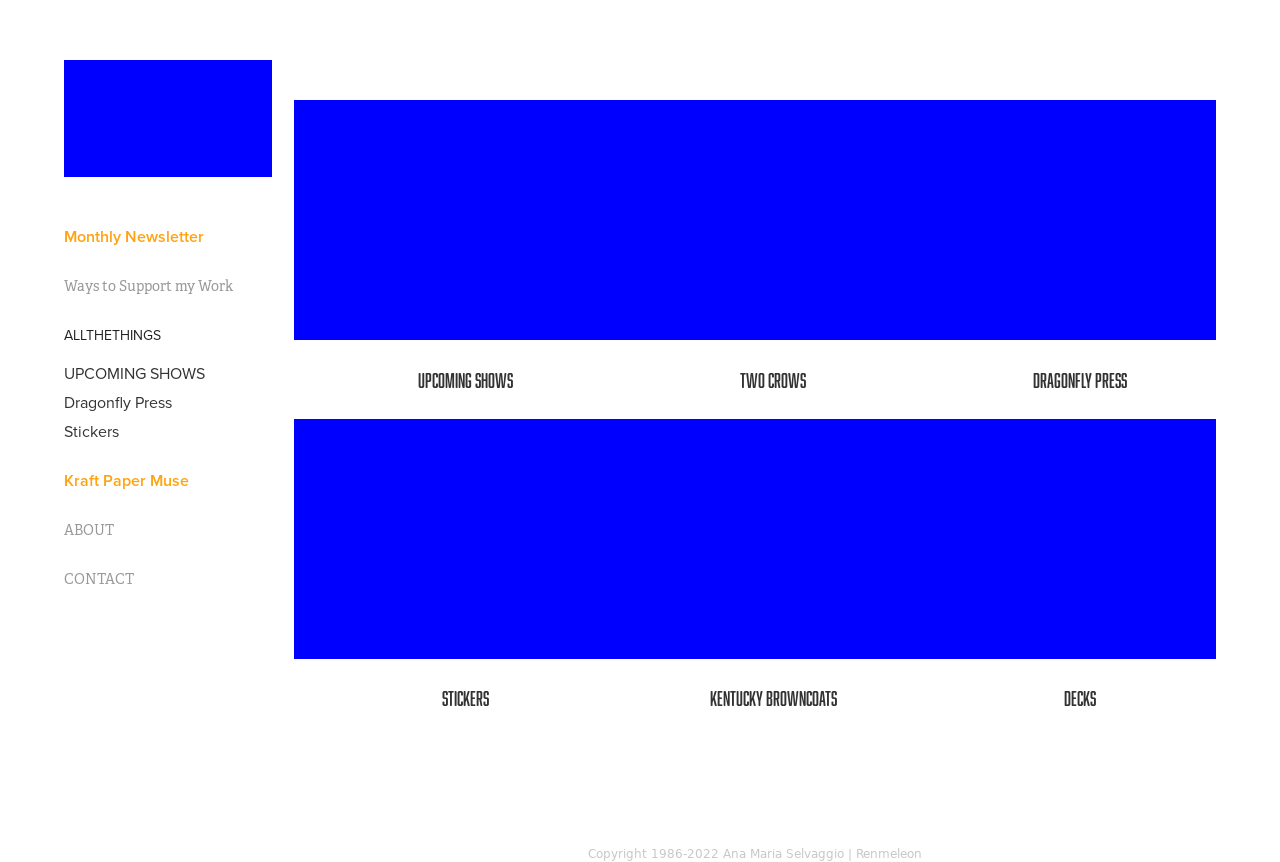 Monthly Newsletter
Ways to Support my Work
ALLTHETHINGS
UPCOMING SHOWS
Dragonfly Press
Stickers
Kraft Paper Muse
ABOUT
CONTACT
UPCOMING SHOWS
TWO CROWS
DRAGONFLY PRESS
STICKERS
KENTUCKY BROWNCOATS
DECKS
Copyright 1986-2022 Ana Maria Selvaggio | Renmeleon